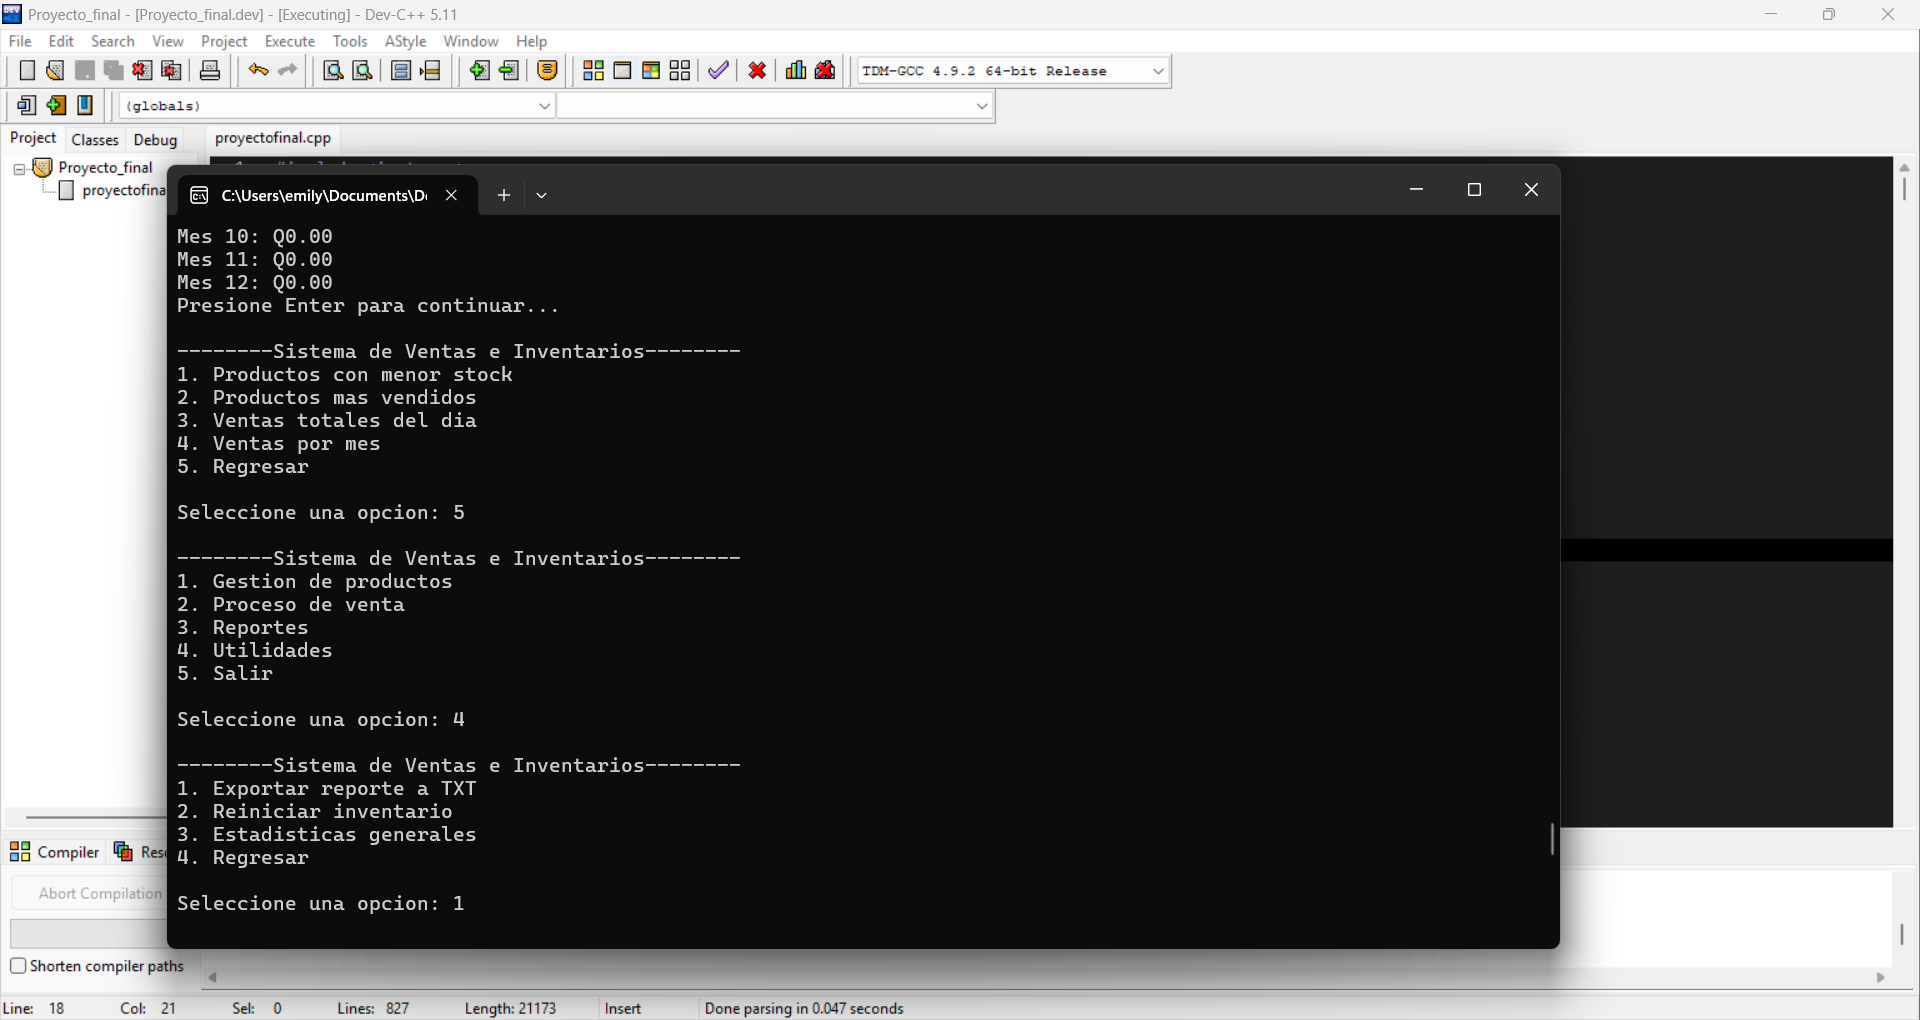 Proyecto_final - [Proyecto_final.dev] - [Executing] - Dev-C++ 5.11
File Edit Search View Project Execute Tools AStyle Window Help
TDM-GCC 4.9.2 64-bit Release
(globals)
Project Classes Debug proyectofinal.cpp
Proyecto_final
proyectofina
C:\Users\emily\Documents\D
Mes 10: Q0.00
Mes 11: Q0.00
Mes 12: Q0.00
Presione Enter para continuar...
--------Sistema de Ventas e Inventarios--------
1. Productos con menor stock
2. Productos mas vendidos
3. Ventas totales del dia
4. Ventas por mes
5. Regresar
Seleccione una opcion: 5
--------Sistema de Ventas e Inventarios--------
1. Gestion de productos
2. Proceso de venta
3. Reportes
4. Utilidades
5. Salir
Seleccione una opcion: 4
--------Sistema de Ventas e Inventarios--------
1. Exportar reporte a TXT
2. Reiniciar inventario
3. Estadisticas generales
4. Regresar
Seleccione una opcion: 1
Compiler Res
Abort Compilation
Shorten compiler paths
Line: 18 Col: 21 Sel: 0 Lines: 827 Length: 21173 Insert Done parsing in 0.047 seconds